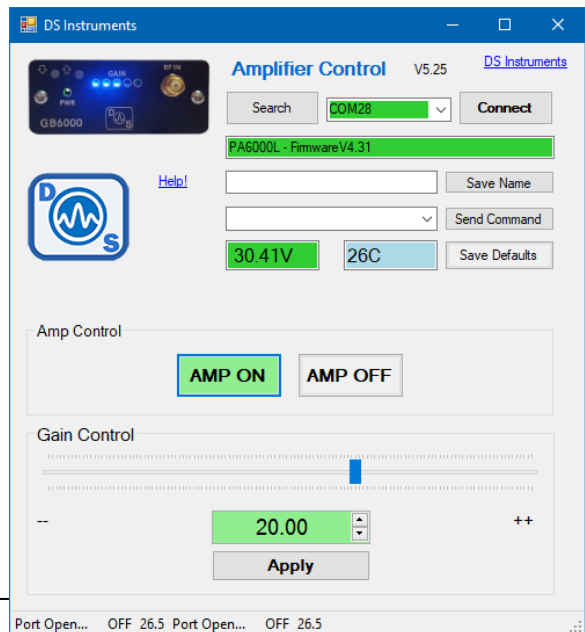 DS Instruments
GAIN
RF IN
PWR
GB6000
D
S
Amplifier Control V5.25 DS Instruments
Search COM28 Connect
PA6000L - FirmwareV4.31
D
S
Help! Save Name
Send Command
30.41V 26C Save Defaults
Amp Control
AMP ON AMP OFF
Gain Control
-- 20.00 ++
Apply
Port Open... OFF 26.5 Port Open... OFF 26.5